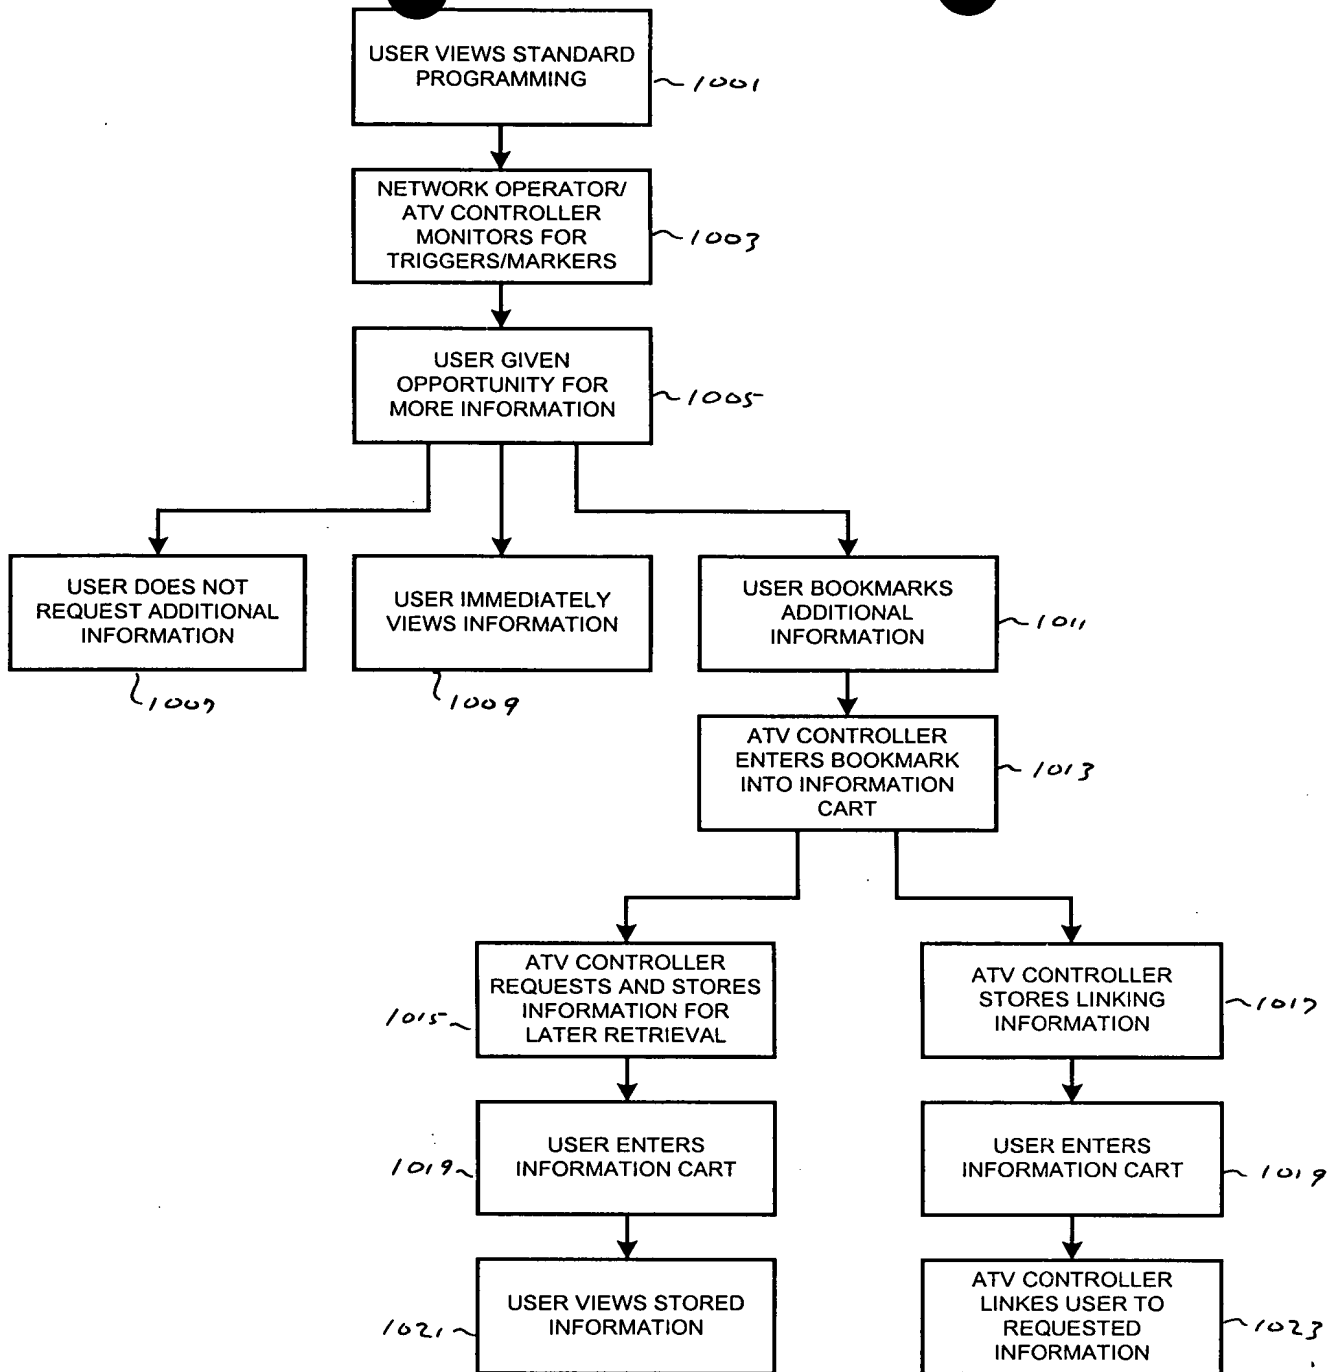 USER VIEWS STANDARD
PROGRAMMING
1001
NETWORK OPERATOR/
ATV CONTROLLER
MONITORS FOR
TRIGGERS/MARKERS
1003
USER GIVEN
OPPORTUNITY FOR
MORE INFORMATION
1005
USER DOES NOT
REQUEST ADDITIONAL
INFORMATION
1007
USER IMMEDIATELY
VIEWS INFORMATION
1009
USER BOOKMARKS
ADDITIONAL
INFORMATION
1011
ATV CONTROLLER
ENTERS BOOKMARK
INTO INFORMATION
CART
1013
ATV CONTROLLER
REQUESTS AND STORES
INFORMATION FOR
LATER RETRIEVAL
1015
ATV CONTROLLER
STORES LINKING
INFORMATION
1017
USER ENTERS
INFORMATION CART
1019
USER ENTERS
INFORMATION CART
1019
USER VIEWS STORED
INFORMATION
1021
ATV CONTROLLER
LINKES USER TO
REQUESTED
INFORMATION
1023